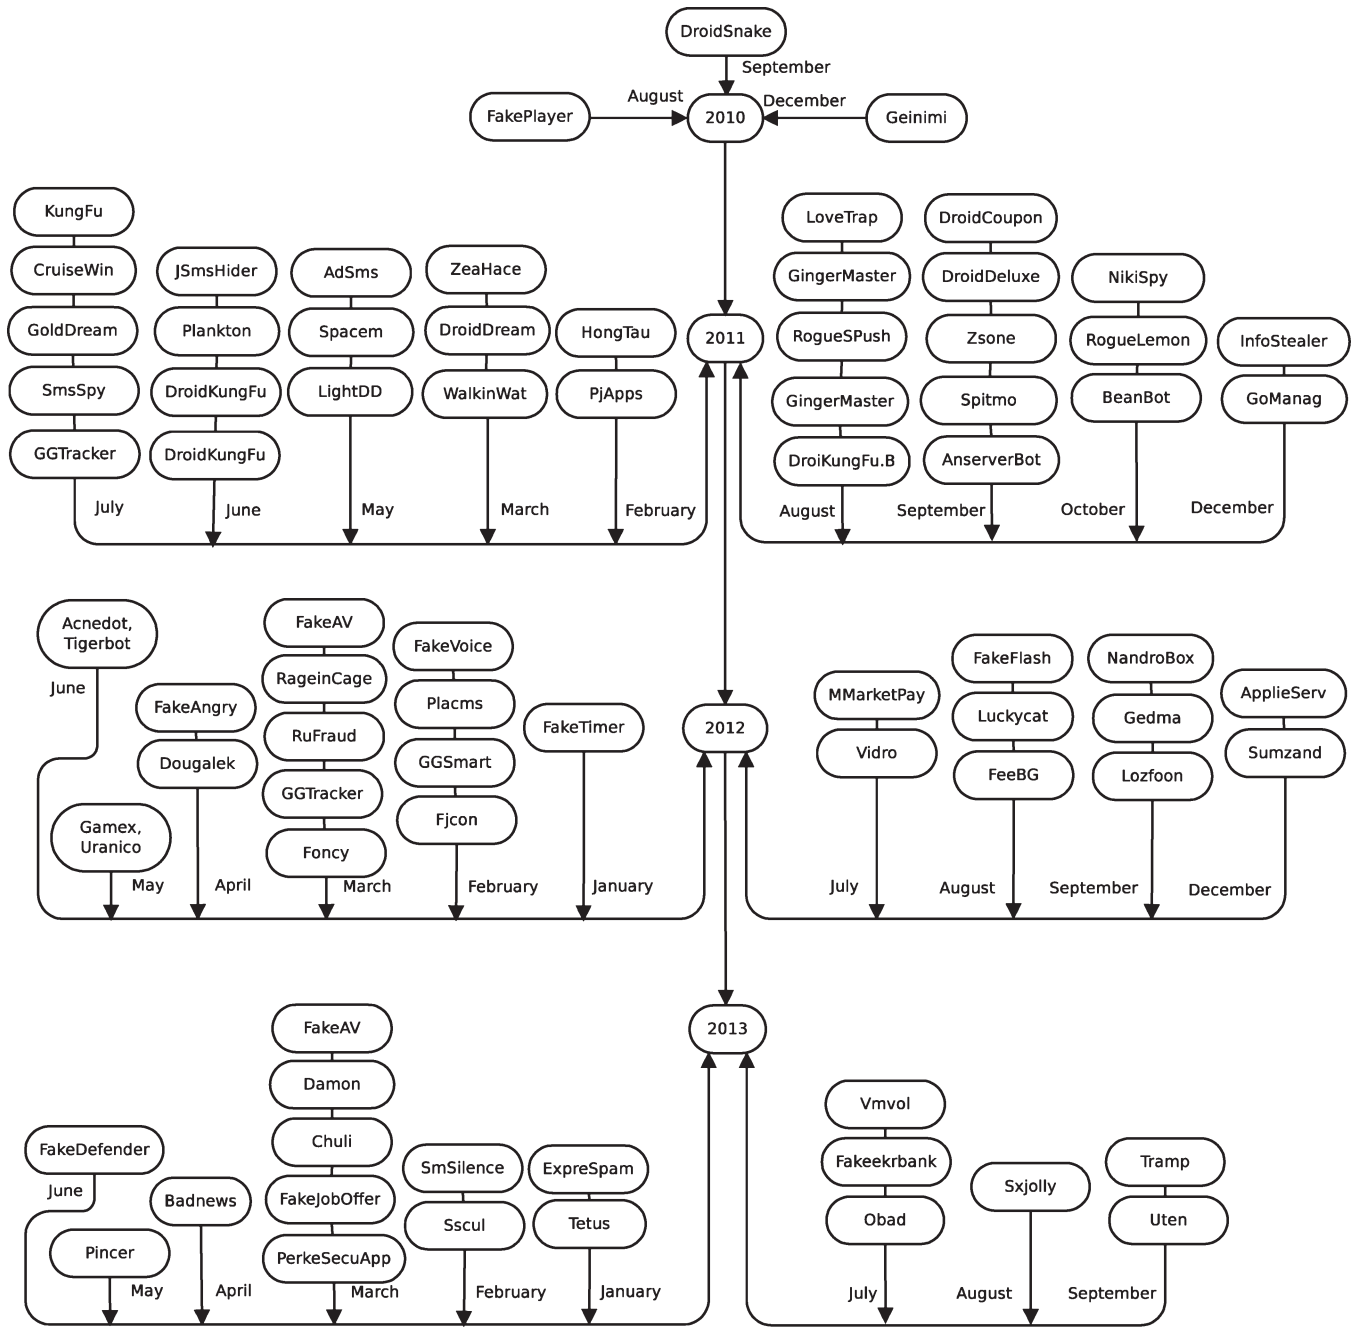 DroidSnake
September
August
December
FakePlayer
2010
Geinimi
KungFu
CruiseWin
GoldDream
SmsSpy
GGTracker
July
JSmsHider
Plankton
DroidKungFu
DroidKungFu
June
AdSms
Spacem
LightDD
May
ZeaHace
DroidDream
WalkinWat
March
HongTau
PjApps
February
2011
LoveTrap
GingerMaster
RogueSPush
GingerMaster
DroiKungFu.B
August
DroidCoupon
DroidDeluxe
Zsone
Spitmo
AnserverBot
September
NikiSpy
RogueLemon
BeanBot
October
InfoStealer
GoManag
December
Acnedot,
Tigerbot
June
Gamex,
Uranico
May
FakeAngry
Dougalek
April
FakeAV
RageinCage
RuFraud
GGTracker
Foncy
March
FakeVoice
Placms
GGSmart
Fjcon
February
FakeTimer
January
2012
MMarketPay
Vidro
July
FakeFlash
Luckycat
FeeBG
August
NandroBox
Gedma
Lozfoon
September
ApplieServ
Sumzand
December
FakeDefender
June
Pincer
May
Badnews
April
FakeAV
Damon
Chuli
FakeJobOffer
PerkeSecuApp
March
SmSilence
Sscul
February
ExpreSpam
Tetus
January
2013
Vmvol
Fakeekrbank
Obad
July
Sxjolly
August
Tramp
Uten
September